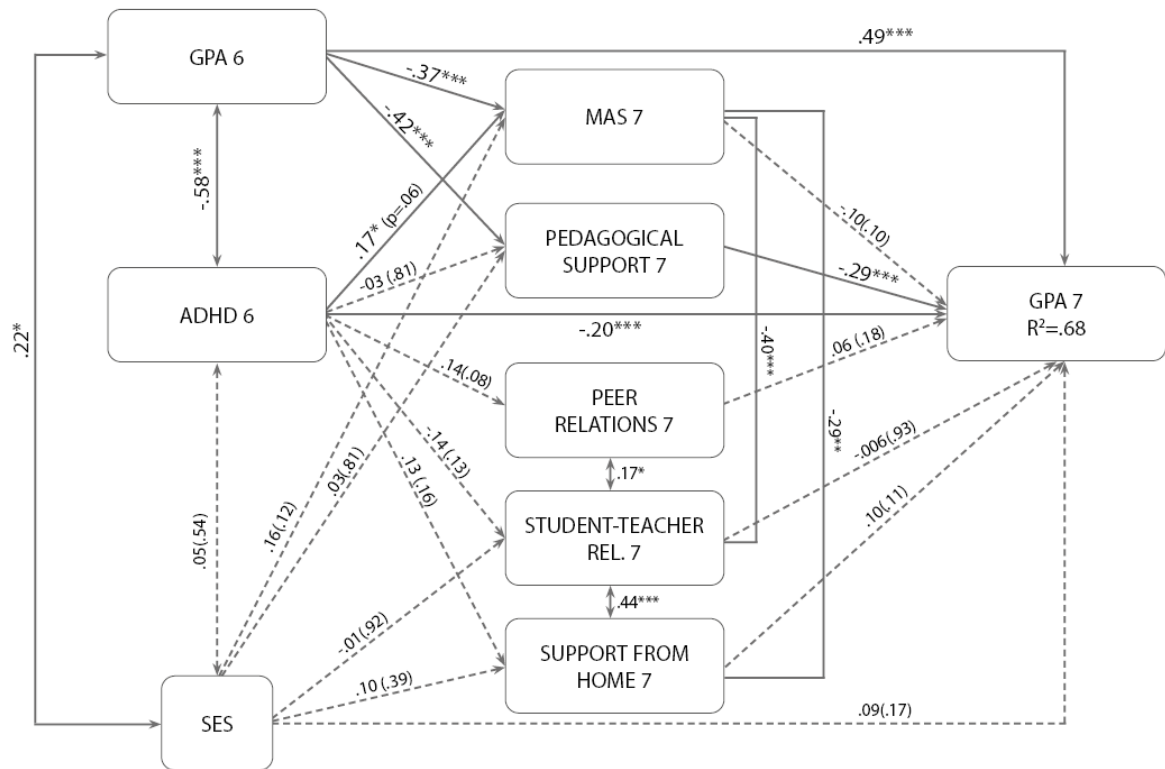 GPA 6
.49***
-.37***
MAS 7
-.42***
-.58***
.17* (p=.06)
-.10(.10)
PEDAGOGICAL
SUPPORT 7
-03 (.81)
-.29***
ADHD 6
GPA 7
R²=.68
-.20***
.22*
-.40***
.06 (.18)
.14(.08)
PEER
RELATIONS 7
-.29**
-.14(.13)
.13 (.16)
.03(.81)
.17*
-.006(.93)
.16(.12)
.05(.54)
STUDENT-TEACHER
REL. 7
.10(.11)
.44***
-.01(.92)
SUPPORT FROM
HOME 7
.10 (.39)
SES
.09(.17)